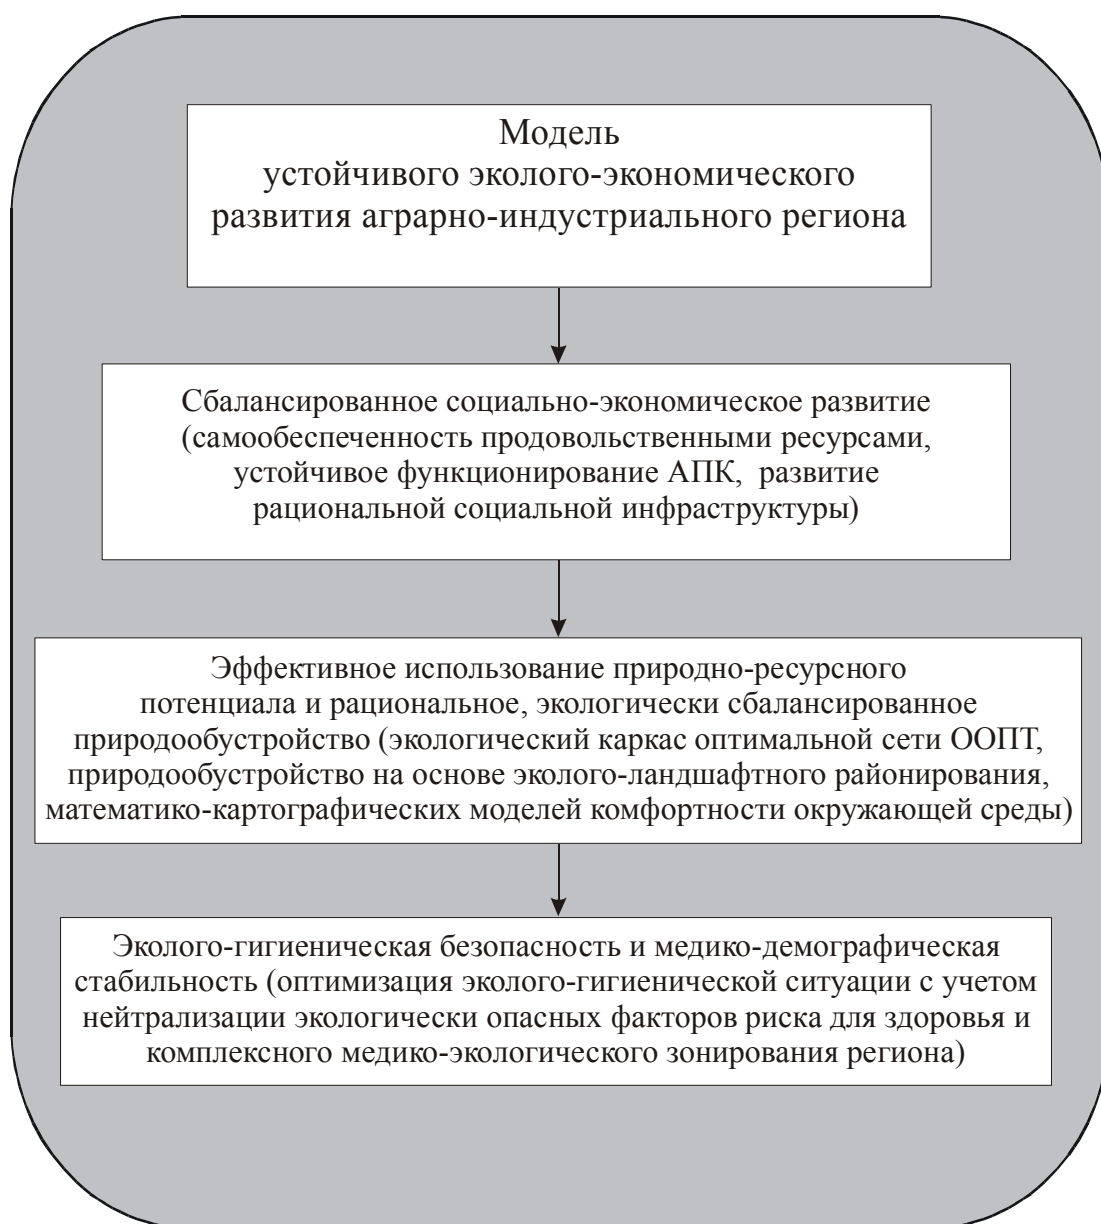 Модель
устойчивого эколого-экономического
развития аграрно-индустриального региона
Сбалансированное социально-экономическое развитие
(самообеспеченность продовольственными ресурсами,
устойчивое функционирование АПК, развитие
рациональной социальной инфраструктуры)
Эффективное использование природно-ресурсного
потенциала и рациональное, экологически сбалансированное
природообустройство (экологический каркас оптимальной сети ООПТ,
природообустройство на основе эколого-ландшафтного районирования,
математико-картографических моделей комфортности окружающей среды)
Эколого-гигиеническая безопасность и медико-демографическая
стабильность (оптимизация эколого-гигиенической ситуации с учетом
нейтрализации экологически опасных факторов риска для здоровья и
комплексного медико-экологического зонирования региона)